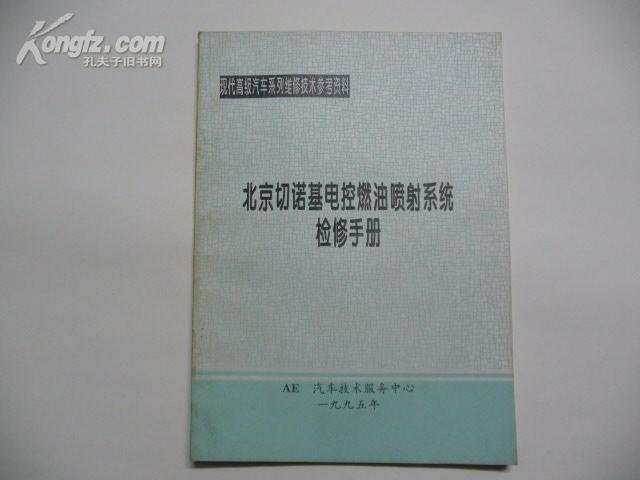 Kongfz.com
孔夫子旧书网
现代高级汽车系列维修技术参考资料
北京切诺基电控燃油喷射系统
检修手册
AE 汽车技术服务中心
一九九五年